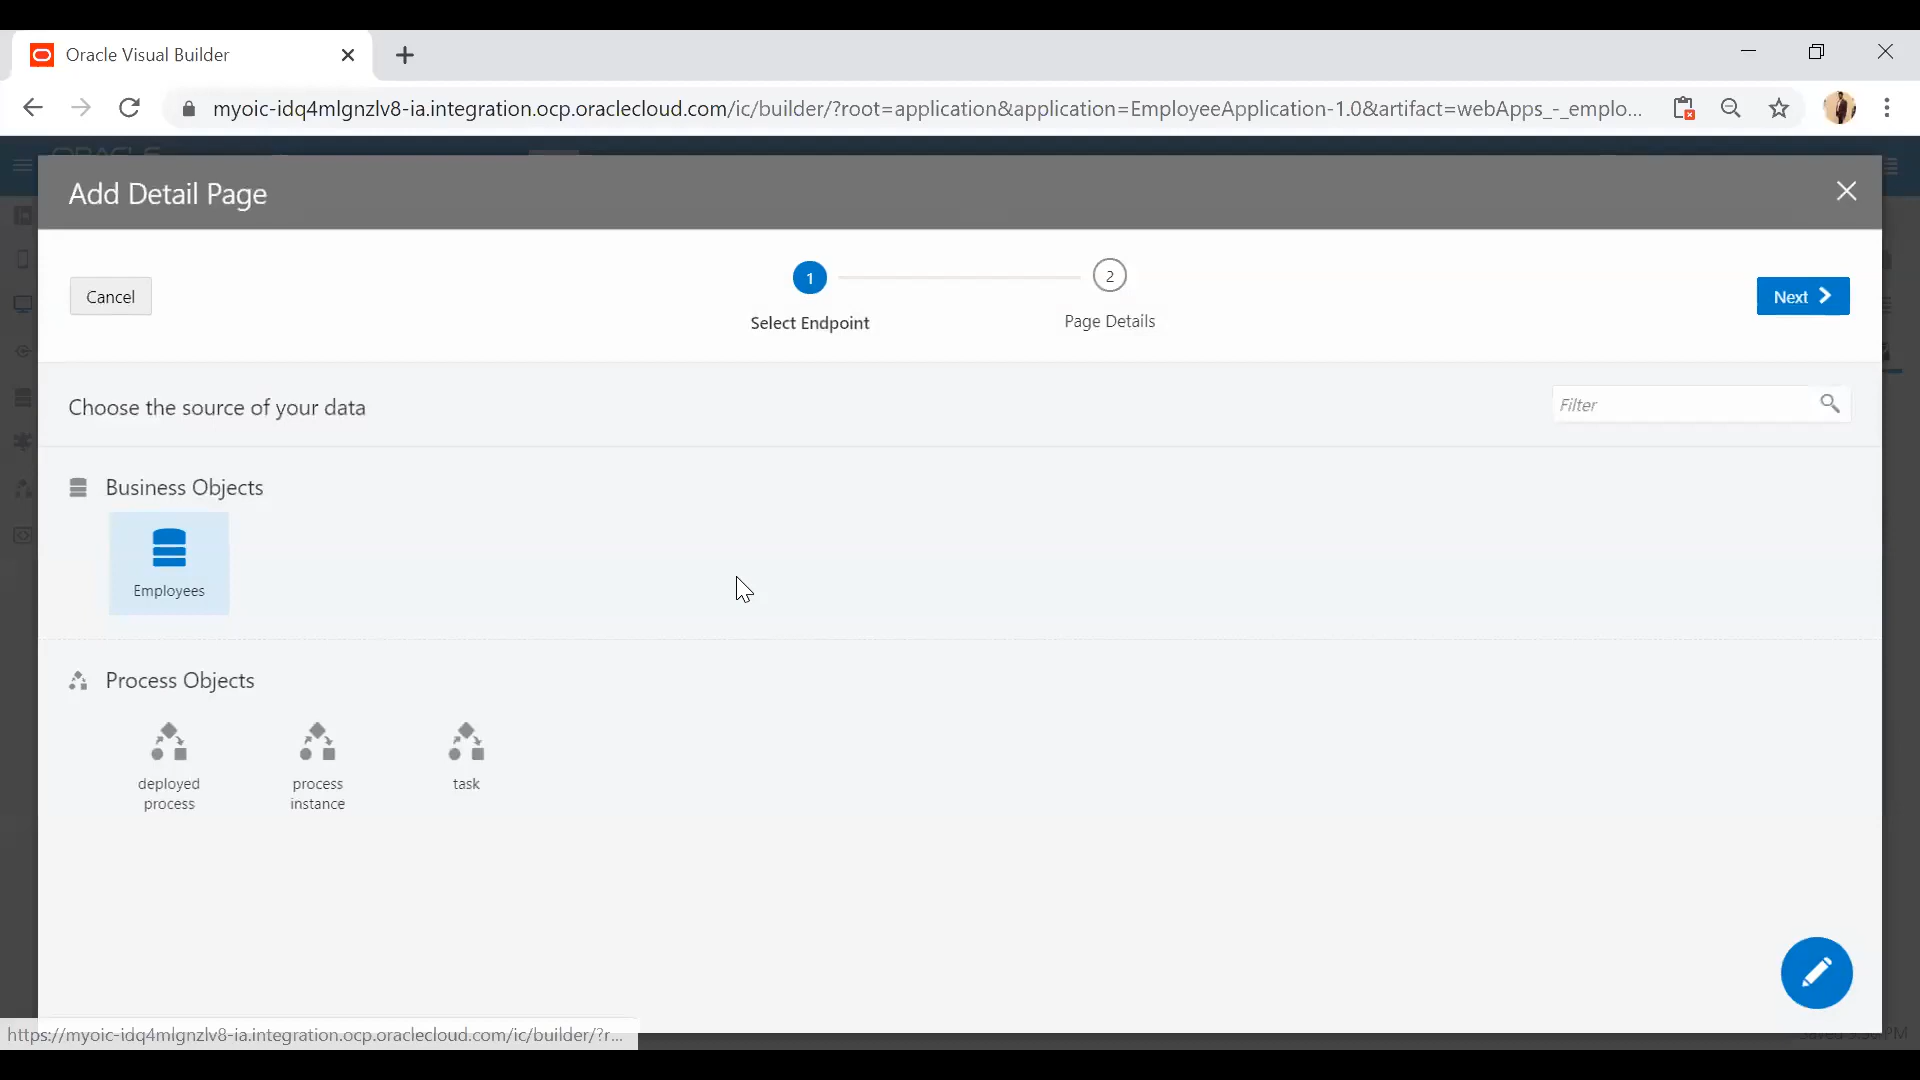 Oracle Visual Builder
myoic-idq4mlgnzlv8-ia.integration.ocp.oraclecloud.com/ic/builder/?root=application&application=EmployeeApplication-1.0&artifact=webApps_-_emplo...
Add Detail Page
Cancel
1
2
Next
Select Endpoint
Page Details
Choose the source of your data
Filter
Business Objects
Employees
Process Objects
deployed
process
process
instance
task
https://myoic-idq4mlgnzlv8-ia.integration.ocp.oraclecloud.com/ic/builder/?r...